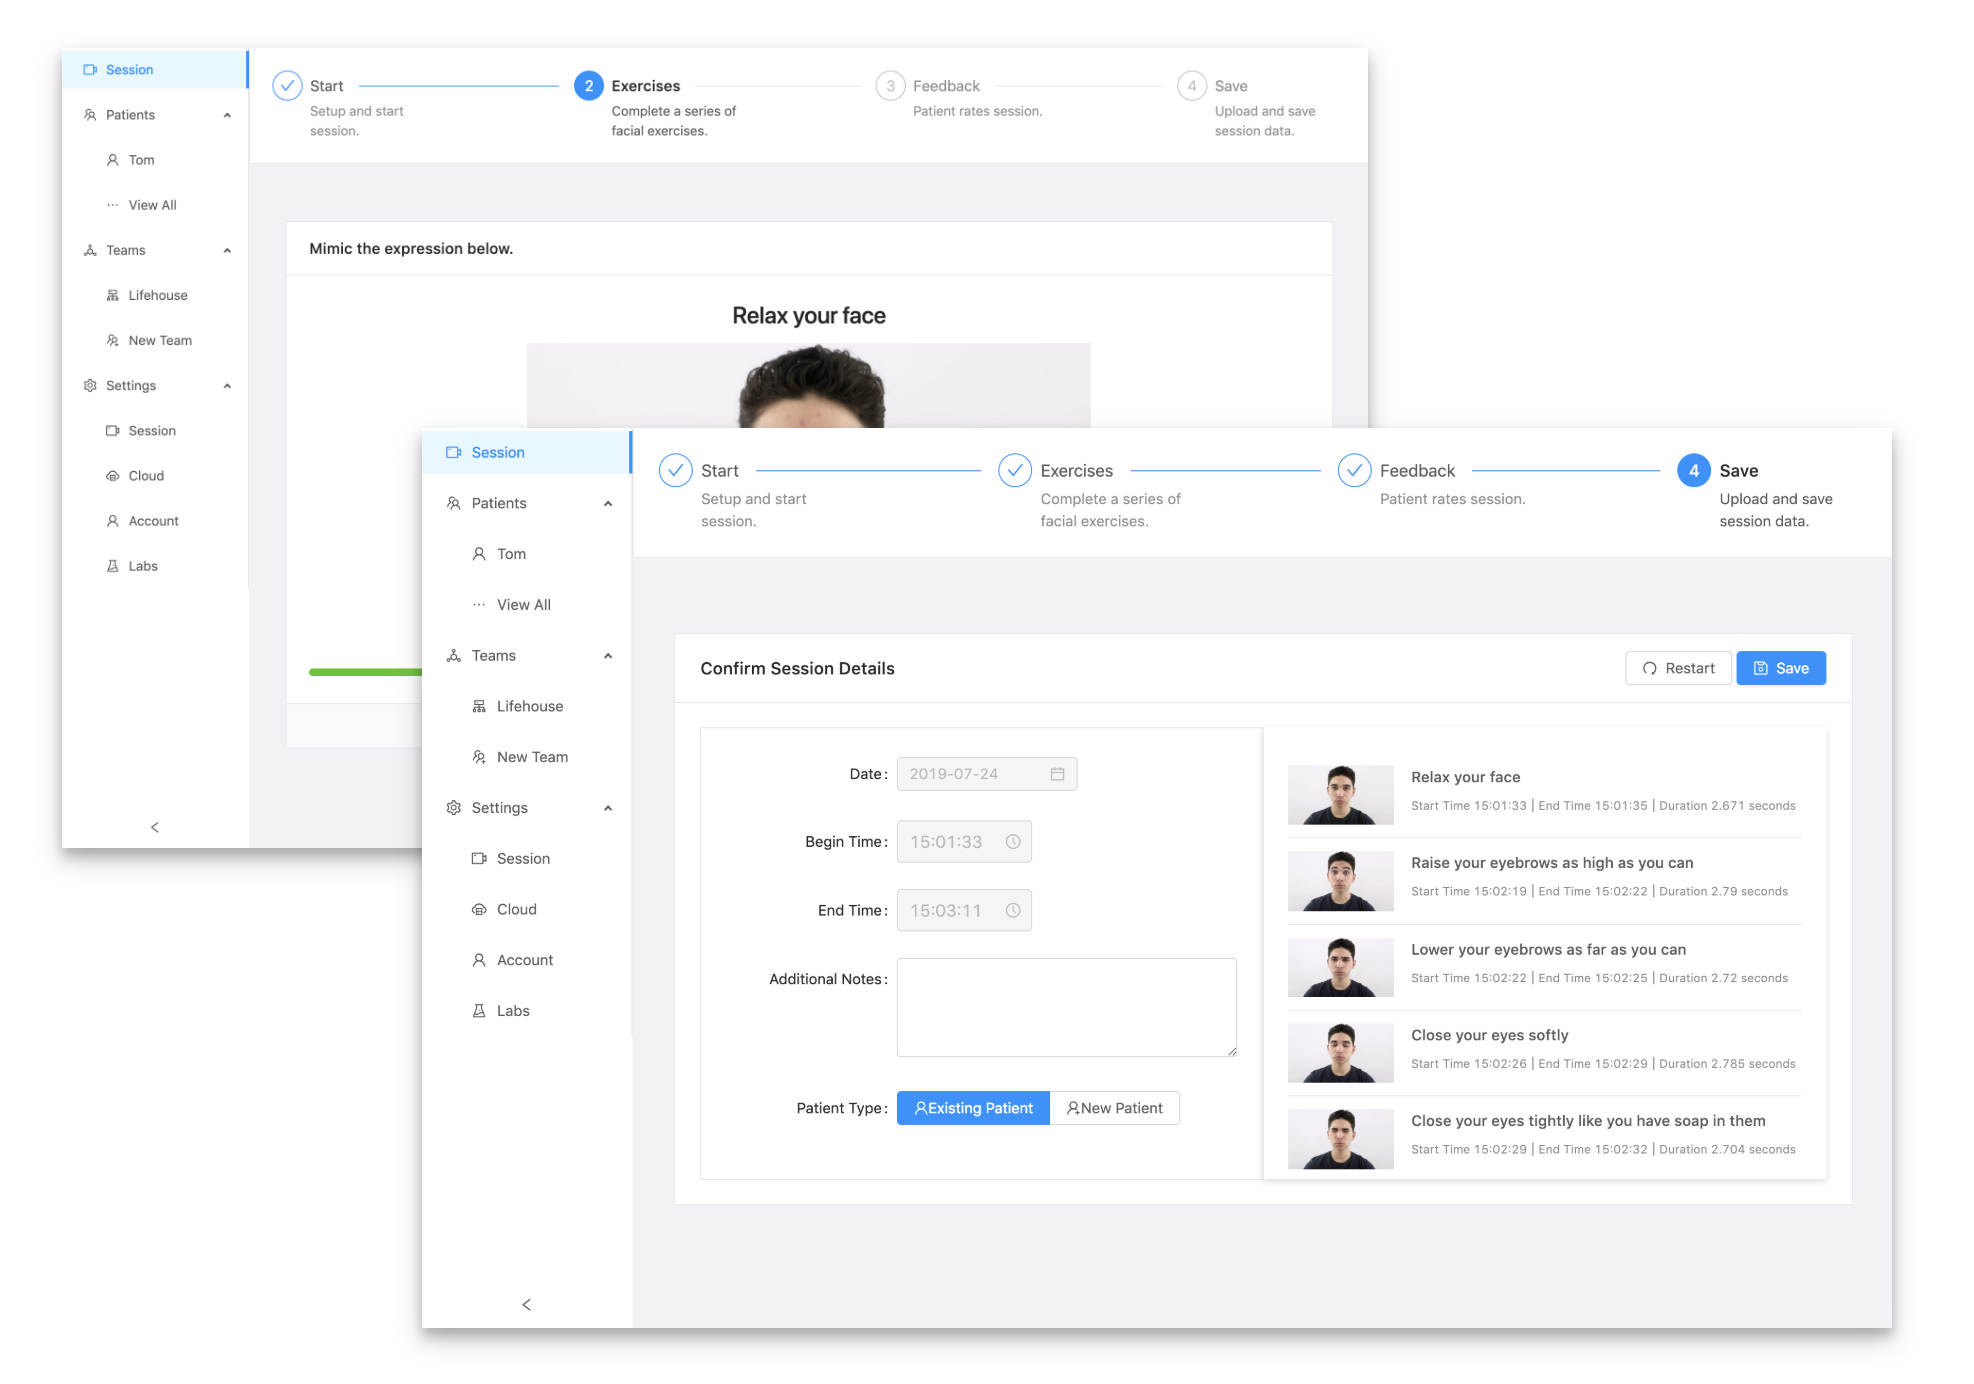 Session
Patients
Tom
View All
Teams
Lifehouse
New Team
Settings
Session
Cloud
Account
Labs
Start
Setup and start
session.
2 Exercises
Complete a series of
facial exercises.
3 Feedback
Patient rates session.
4 Save
Upload and save
session data.
Mimic the expression below.
Relax your face
Session
Patients
Tom
View All
Teams
Lifehouse
New Team
Settings
Session
Cloud
Account
Labs
Start
Setup and start
session.
Exercises
Complete a series of
facial exercises.
Feedback
Patient rates session.
4 Save
Upload and save
session data.
Confirm Session Details
Restart
Save
Date: 2019-07-24
Begin Time: 15:01:33
End Time: 15:03:11
Additional Notes:
Patient Type: Existing Patient New Patient
Relax your face
Start Time 15:01:33 | End Time 15:01:35 | Duration 2.671 seconds
Raise your eyebrows as high as you can
Start Time 15:02:19 | End Time 15:02:22 | Duration 2.79 seconds
Lower your eyebrows as far as you can
Start Time 15:02:22 | End Time 15:02:25 | Duration 2.72 seconds
Close your eyes softly
Start Time 15:02:26 | End Time 15:02:29 | Duration 2.785 seconds
Close your eyes tightly like you have soap in them
Start Time 15:02:29 | End Time 15:02:32 | Duration 2.704 seconds